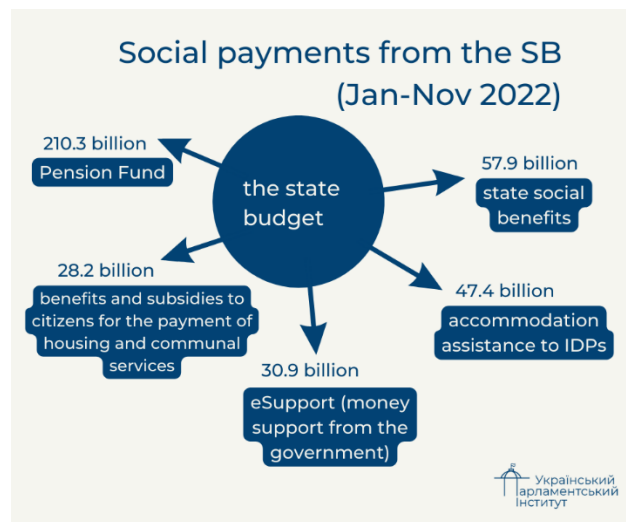 Social payments from the SB
(Jan-Nov 2022)
210.3 billion
Pension Fund
the state
budget
57.9 billion
state social
benefits
28.2 billion
benefits and subsidies to
citizens for the payment of
housing and communal
services
47.4 billion
accommodation
assistance to IDPs
30.9 billion
eSupport (money
support from the
government)
Український
Парламентський
Інститут